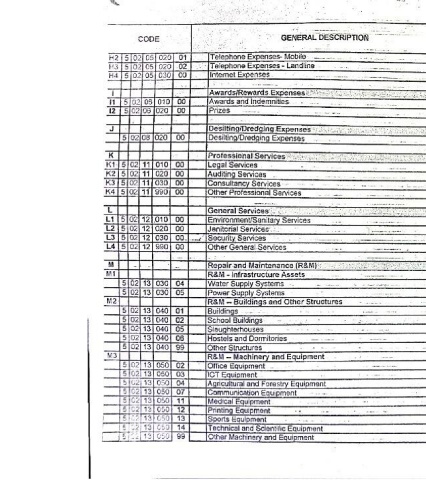 CODE GENERAL DESCRIPTION
H2 5 02 05 020 01 Telephone Expenses- Mobile
H3 5 02 05 020 02 Telephone Expenses - Landline
H4 5 02 05 030 00 Internet Expenses
I Awards/Rewards Expenses
I1 5 02 06 010 00 Awards and Indemnities
I2 5 02 06 020 00 Prizes
J Desilting/Dredging Expenses
5 02 08 020 00 Desilting/Dredging Expenses
K Professional Services
K1 5 02 11 010 00 Legal Services
K2 5 02 11 020 00 Auditing Services
K3 5 02 11 030 00 Consultancy Services
K4 5 02 11 990 00 Other Professional Services
L General Services
L1 5 02 12 010 00 Environment/Sanitary Services
L2 5 02 12 020 00 Janitorial Services
L3 5 02 12 030 00 Security Services
L4 5 02 12 990 00 Other General Services
M Repair and Maintenance (R&M)
M1 R&M - Infrastructure Assets
5 02 13 030 04 Water Supply Systems
5 02 13 030 05 Power Supply Systems
M2 R&M – Buildings and Other Structures
5 02 13 040 01 Buildings
5 02 13 040 02 School Buildings
5 02 13 040 05 Slaughterhouses
5 02 13 040 06 Hostels and Dormitories
5 02 13 040 99 Other Structures
M3 R&M – Machinery and Equipment
5 02 13 050 02 Office Equipment
5 02 13 050 03 ICT Equipment
5 02 13 050 04 Agricultural and Forestry Equipment
5 02 13 050 07 Communication Equipment
5 02 13 050 11 Medical Equipment
5 02 13 050 12 Printing Equipment
5 02 13 050 13 Sports Equipment
5 02 13 050 14 Technical and Scientific Equipment
5 02 13 050 99 Other Machinery and Equipment